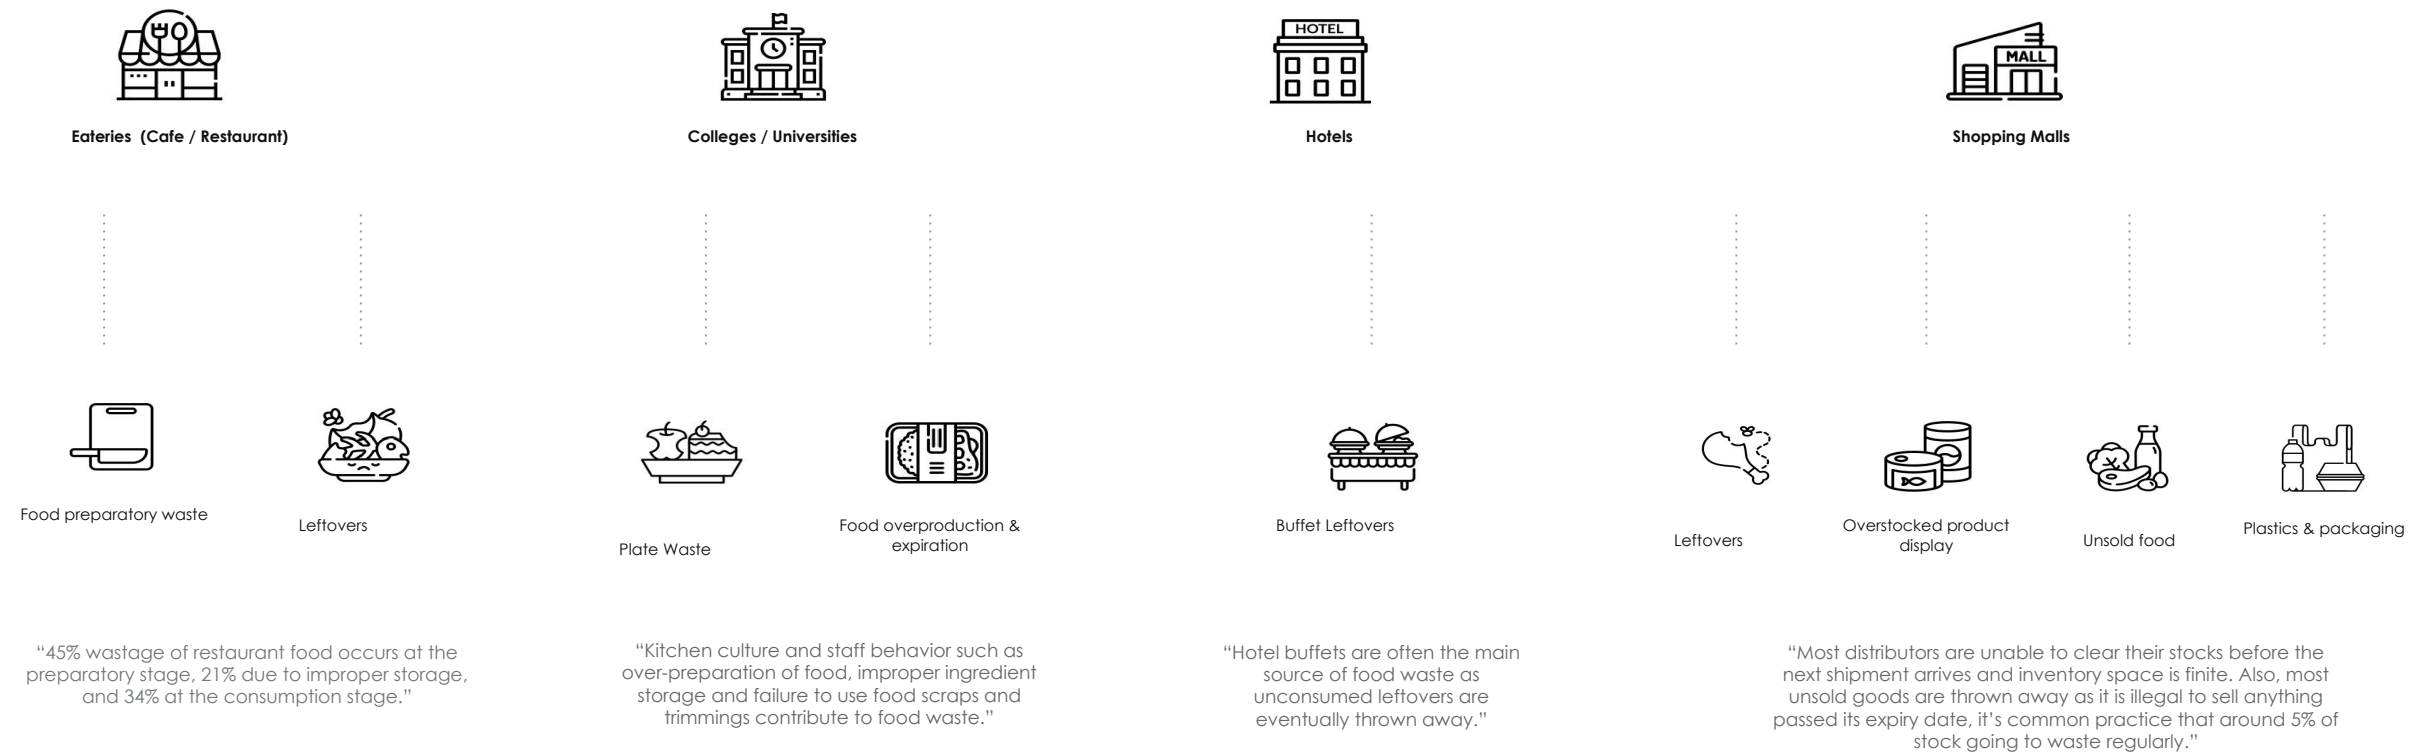 HOTEL
MALL
Eateries (Cafe / Restaurant)
Colleges / Universities
Hotels
Shopping Malls
Food preparatory waste
Leftovers
Plate Waste
Food overproduction &
expiration
Buffet Leftovers
Leftovers
Overstocked product
display
Unsold food
Plastics & packaging
“45% wastage of restaurant food occurs at the
preparatory stage, 21% due to improper storage,
and 34% at the consumption stage.”
“Kitchen culture and staff behavior such as
over-preparation of food, improper ingredient
storage and failure to use food scraps and
trimmings contribute to food waste.”
“Hotel buffets are often the main
source of food waste as
unconsumed leftovers are
eventually thrown away.”
“Most distributors are unable to clear their stocks before the
next shipment arrives and inventory space is finite. Also, most
unsold goods are thrown away as it is illegal to sell anything
passed its expiry date, it’s common practice that around 5% of
stock going to waste regularly.”